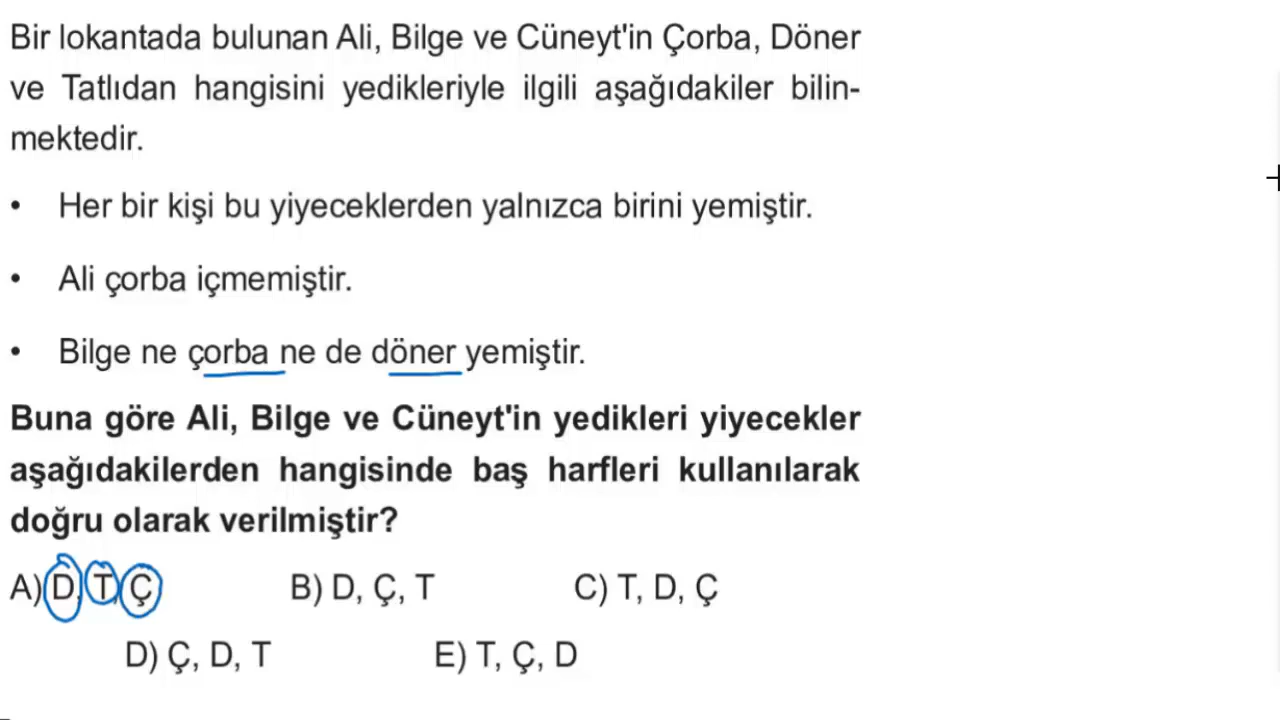 Bir lokantada bulunan Ali, Bilge ve Cüneyt'in Çorba, Döner
ve Tatlıdan hangisini yedikleriyle ilgili aşağıdakiler bilin-
mektedir.
• Her bir kişi bu yiyeceklerden yalnızca birini yemiştir.
• Ali çorba içmemiştir.
• Bilge ne çorba ne de döner yemiştir.
Buna göre Ali, Bilge ve Cüneyt'in yedikleri yiyecekler
aşağıdakilerden hangisinde baş harfleri kullanılarak
doğru olarak verilmiştir?
A) D, T, Ç B) D, Ç, T C) T, D, Ç
D) Ç, D, T E) T, Ç, D